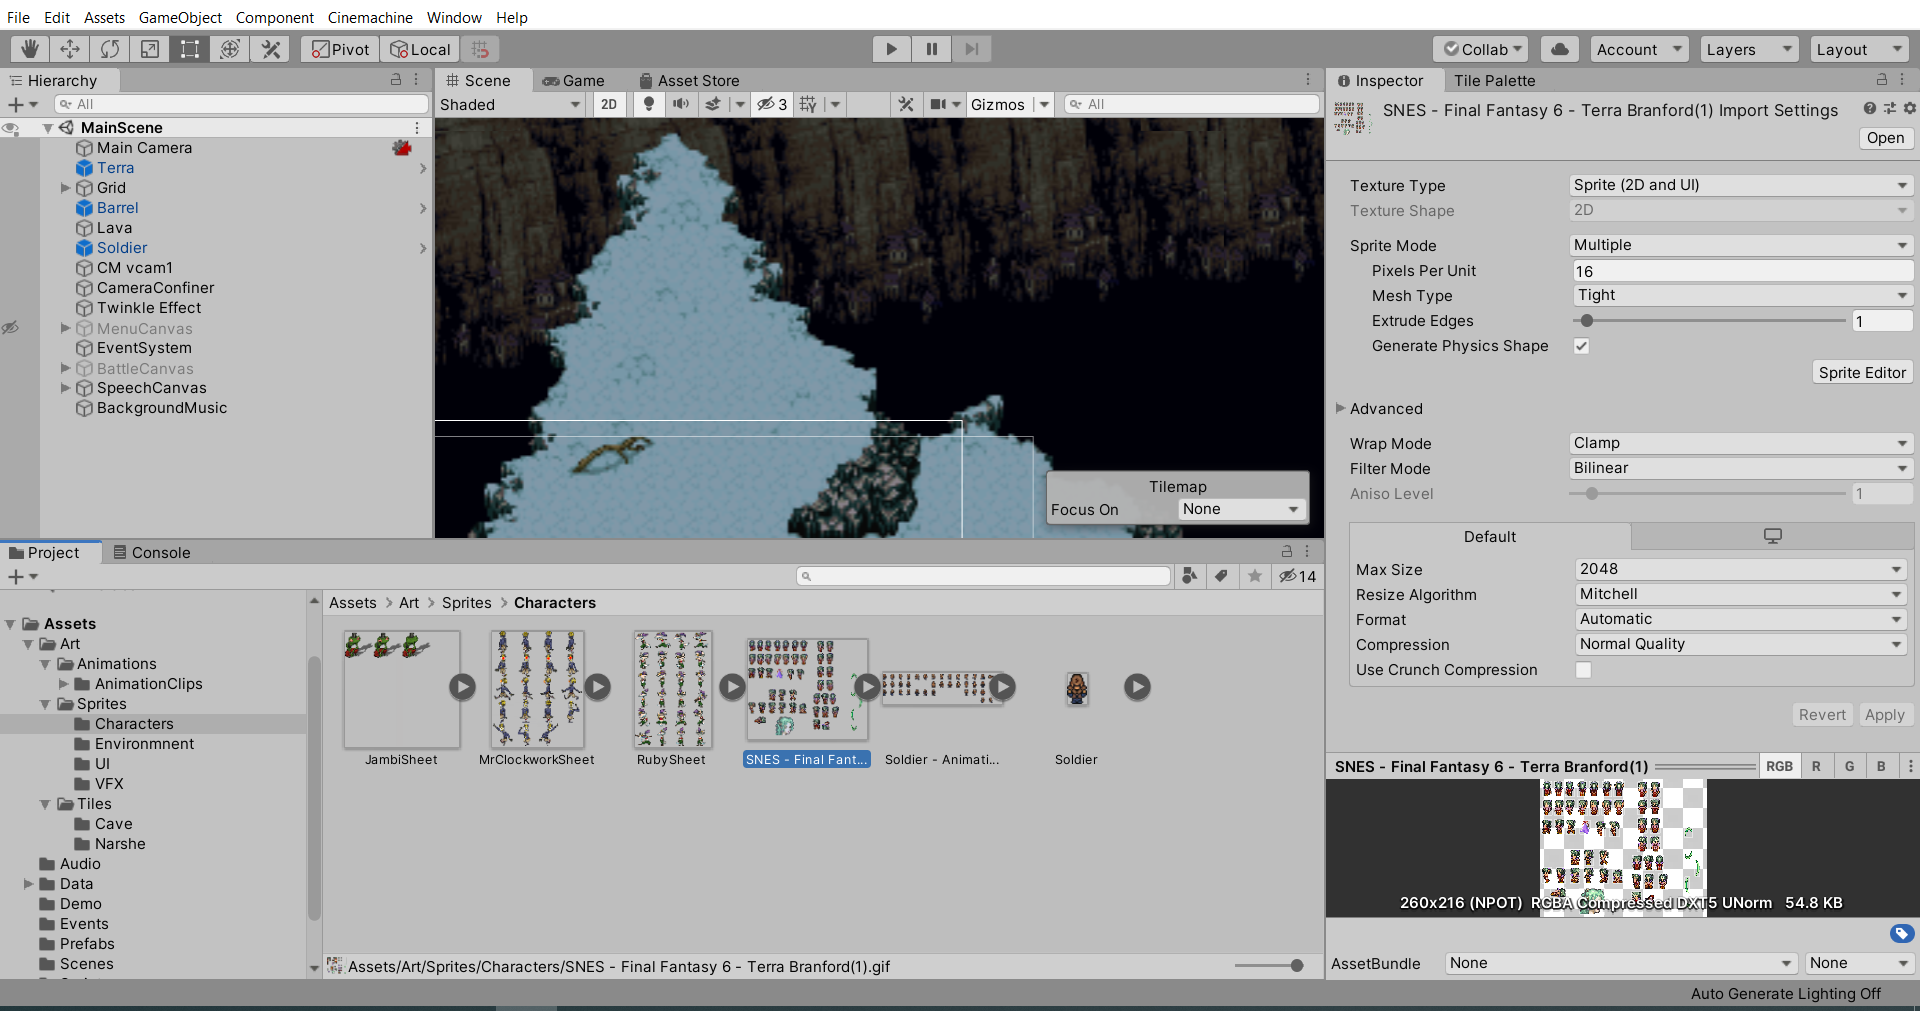 File Edit Assets GameObject Component Cinemachine Window Help
Pivot Local Collab Account Layers Layout
Hierarchy
All
MainScene
Main Camera
Terra
Grid
Barrel
Lava
Soldier
CM vcam1
CameraConfiner
Twinkle Effect
MenuCanvas
EventSystem
BattleCanvas
SpeechCanvas
BackgroundMusic
Scene Game Asset Store
Shaded 2D 3 Gizmos All
Tilemap
Focus On None
Inspector Tile Palette
SNES - Final Fantasy 6 - Terra Branford(1) Import Settings
Open
Texture Type Sprite (2D and UI)
Texture Shape 2D
Sprite Mode Multiple
Pixels Per Unit 16
Mesh Type Tight
Extrude Edges 1
Generate Physics Shape
Sprite Editor
Advanced
Wrap Mode Clamp
Filter Mode Bilinear
Aniso Level 1
Default
Max Size 2048
Resize Algorithm Mitchell
Format Automatic
Compression Normal Quality
Use Crunch Compression
Revert Apply
SNES - Final Fantasy 6 - Terra Branford(1) RGB R G B
260x216 (NPOT) RGBA Compressed DXT5 UNorm 54.8 KB
AssetBundle None None
Auto Generate Lighting Off
Project Console
14
Assets
Art
Animations
AnimationClips
Sprites
Characters
Environmnent
UI
VFX
Tiles
Cave
Narshe
Audio
Data
Demo
Events
Prefabs
Scenes
Assets > Art > Sprites > Characters
JambiSheet MrClockworkSheet RubySheet SNES - Final Fant... Soldier - Animati... Soldier
Assets/Art/Sprites/Characters/SNES - Final Fantasy 6 - Terra Branford(1).gif